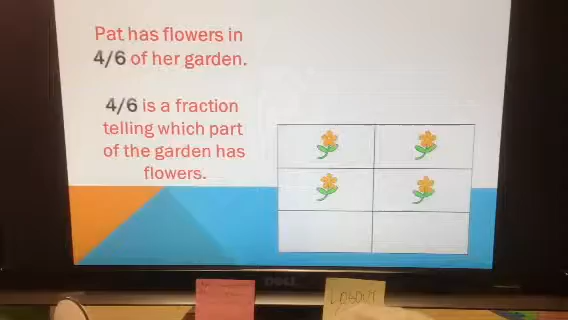 Pat has flowers in
4/6 of her garden.
4/6 is a fraction
telling which part
of the garden has
flowers.
DELL
LOGOUT